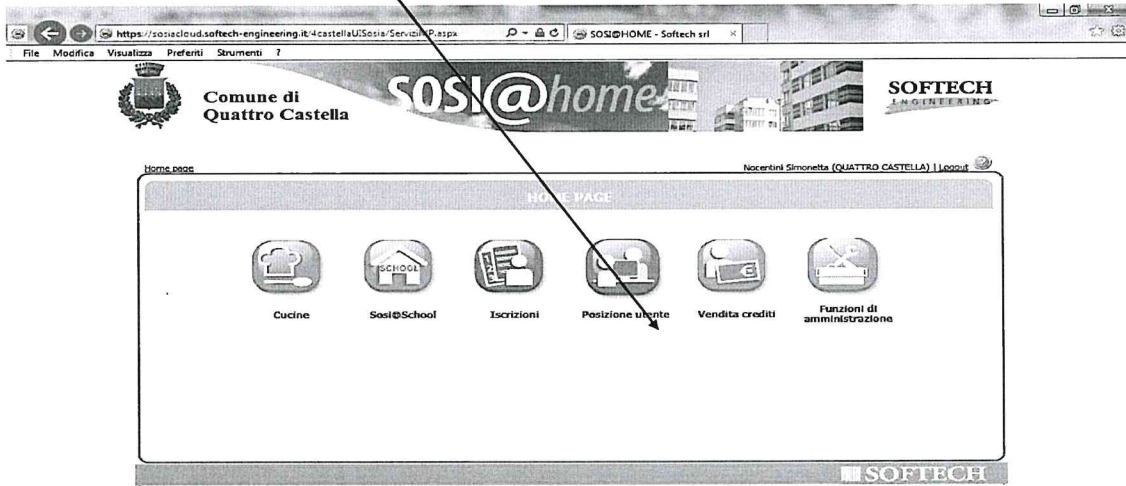 https://sosiacloud.softech-engineering.it/4castellaUISosia/ServiziNP.aspx
SOSI@HOME - Softech srl
File Modifica Visualizza Preferiti Strumenti ?
Comune di
Quattro Castella
SOSI@home
SOFTECH
ENGINEERING
Home page
Nocentini Simonetta (QUATTRO CASTELLA) | Logout
HOME PAGE
SCHOOL
Cucine
Sosi@School
Iscrizioni
Posizione utente
Vendita crediti
Funzioni di
amministrazione
SOFTECH